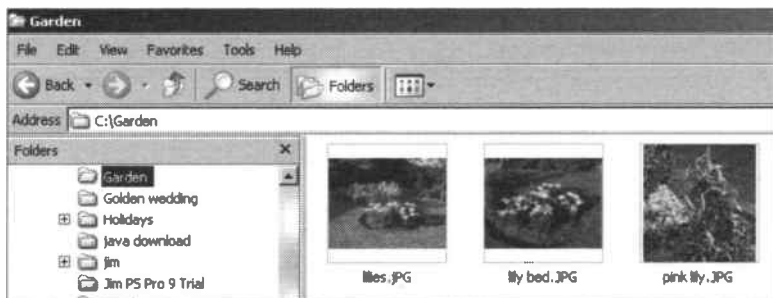 Garden
File Edit View Favorites Tools Help
Back Search Folders
Address C:\Garden
Folders x
Garden
Golden wedding
Holidays
java download
jim
Jim PS Pro 9 Trial
lilies.JPG lily bed.JPG pink lily.JPG